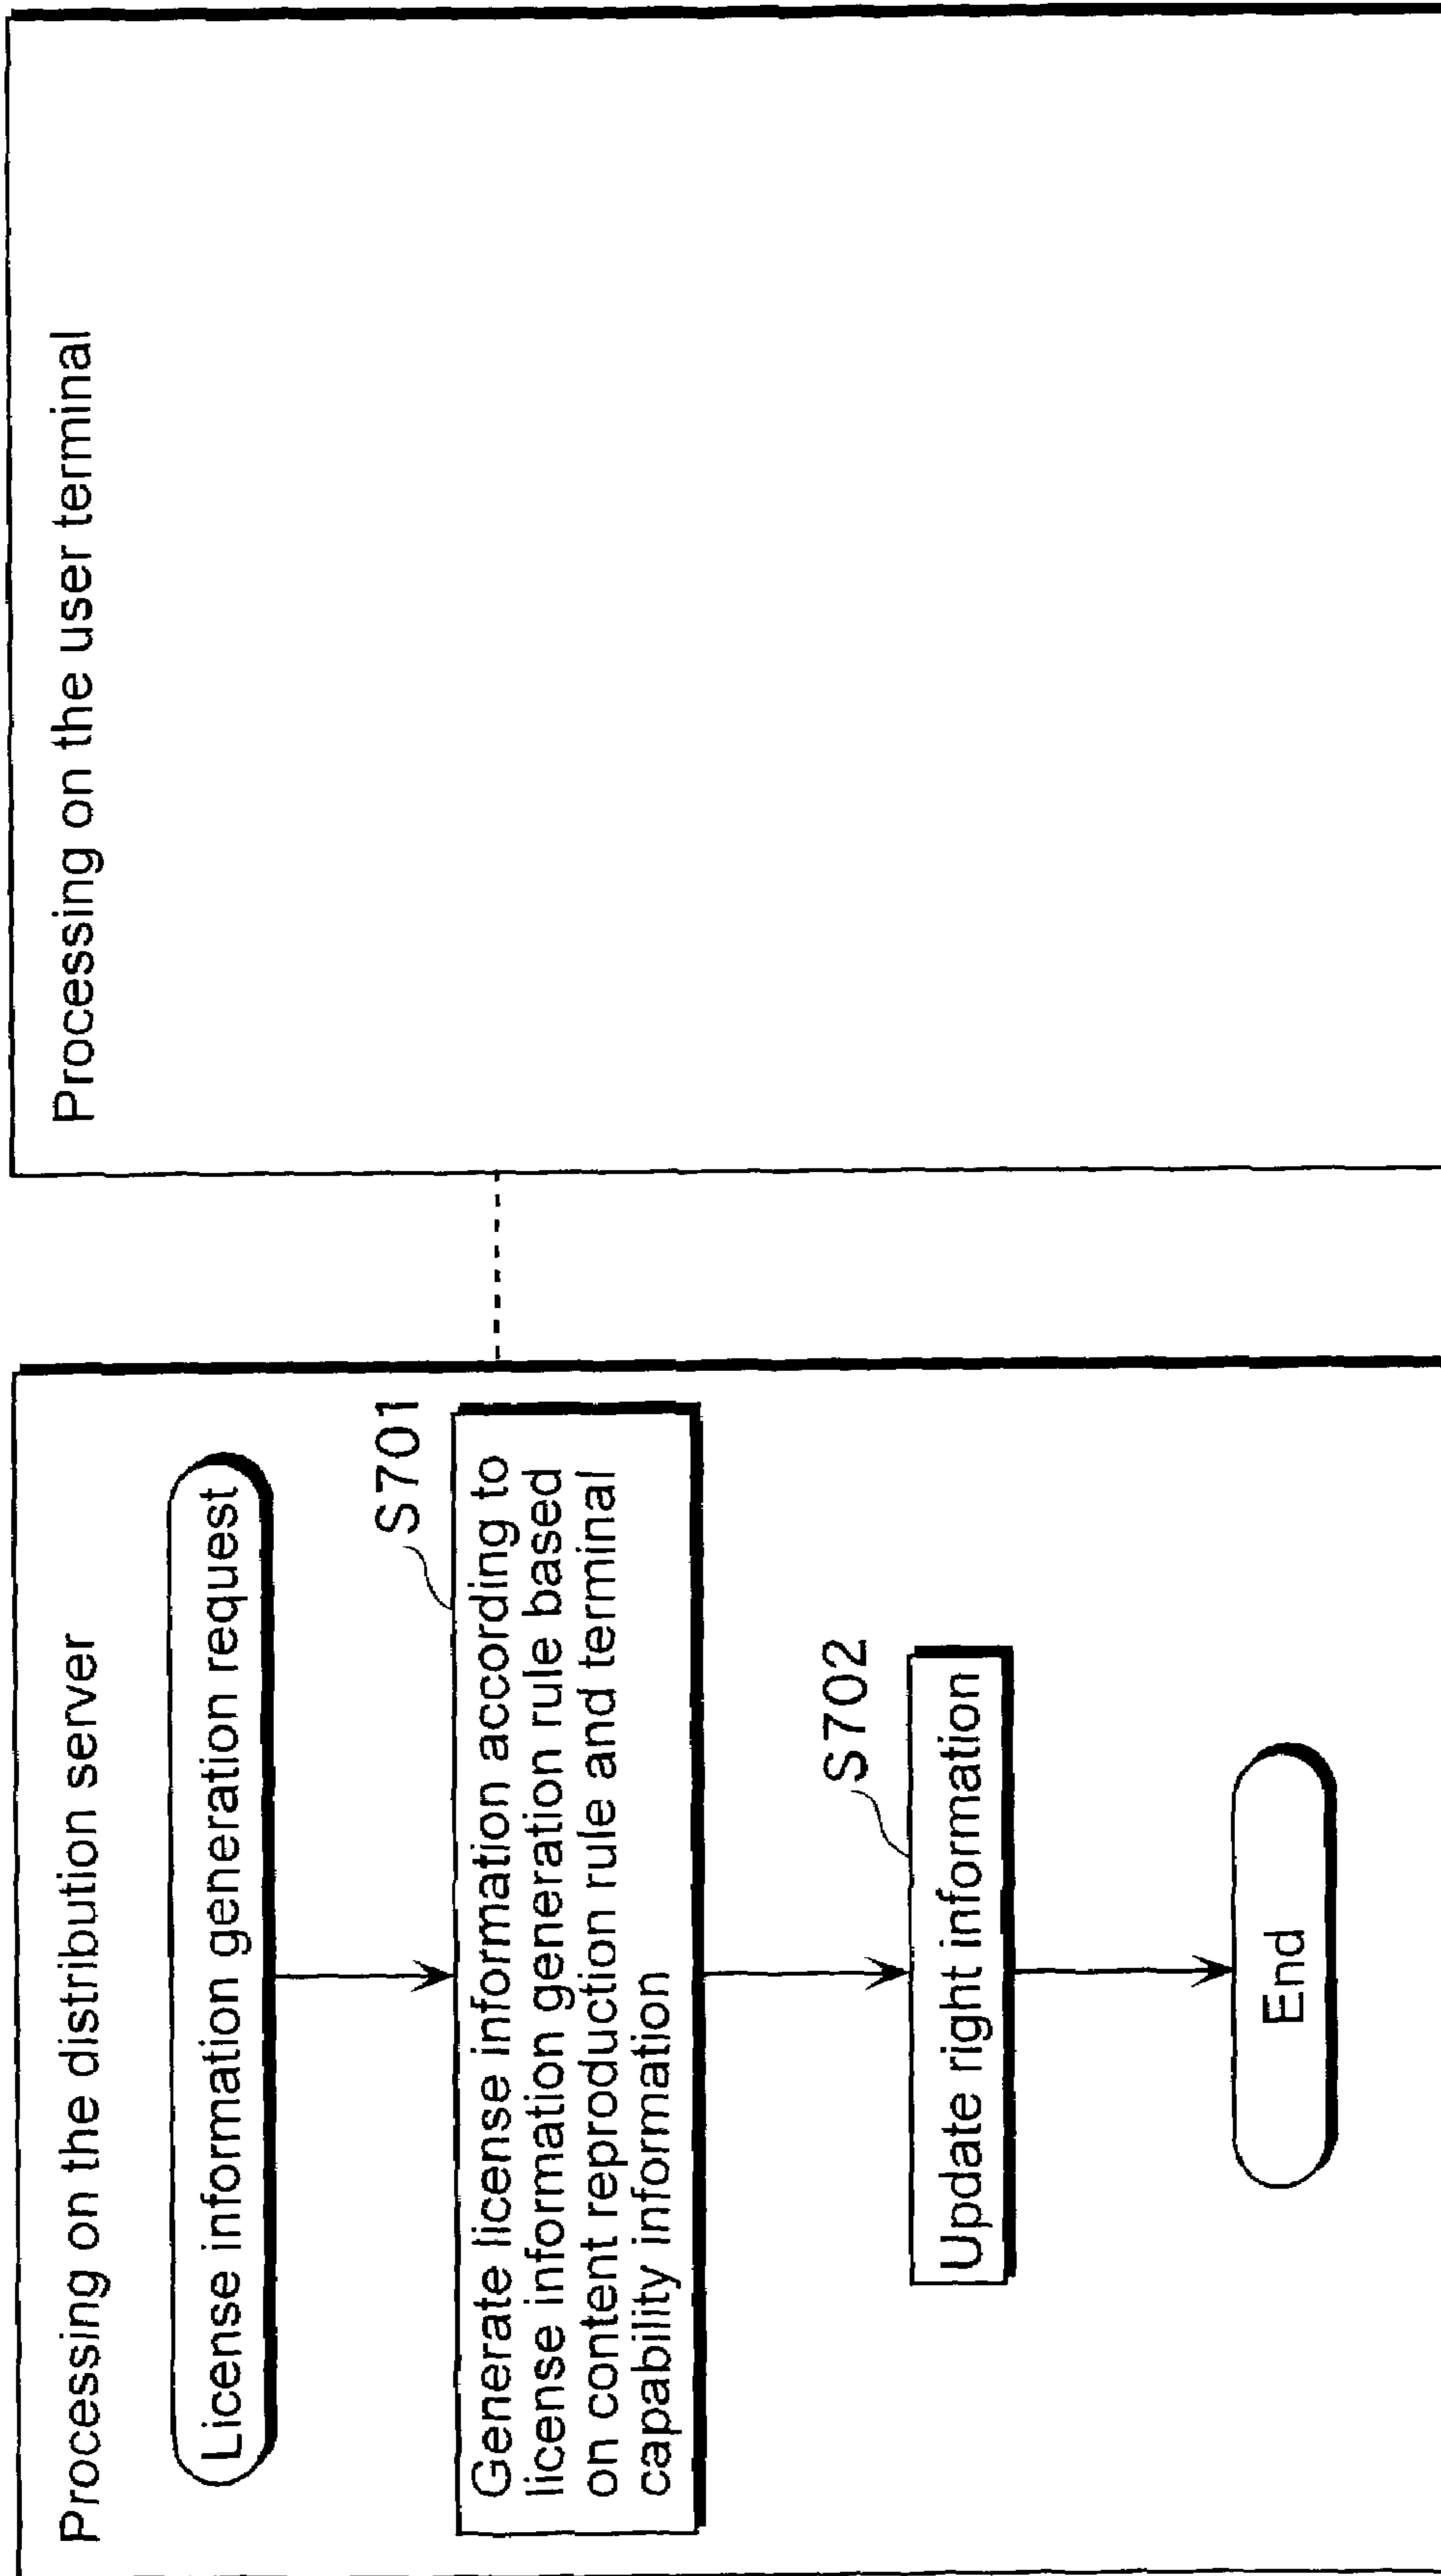 Processing on the distribution server
License information generation request
S701
Generate license information according to
license information generation rule based
on content reproduction rule and terminal
capability information
S702
Update right information
End
Processing on the user terminal